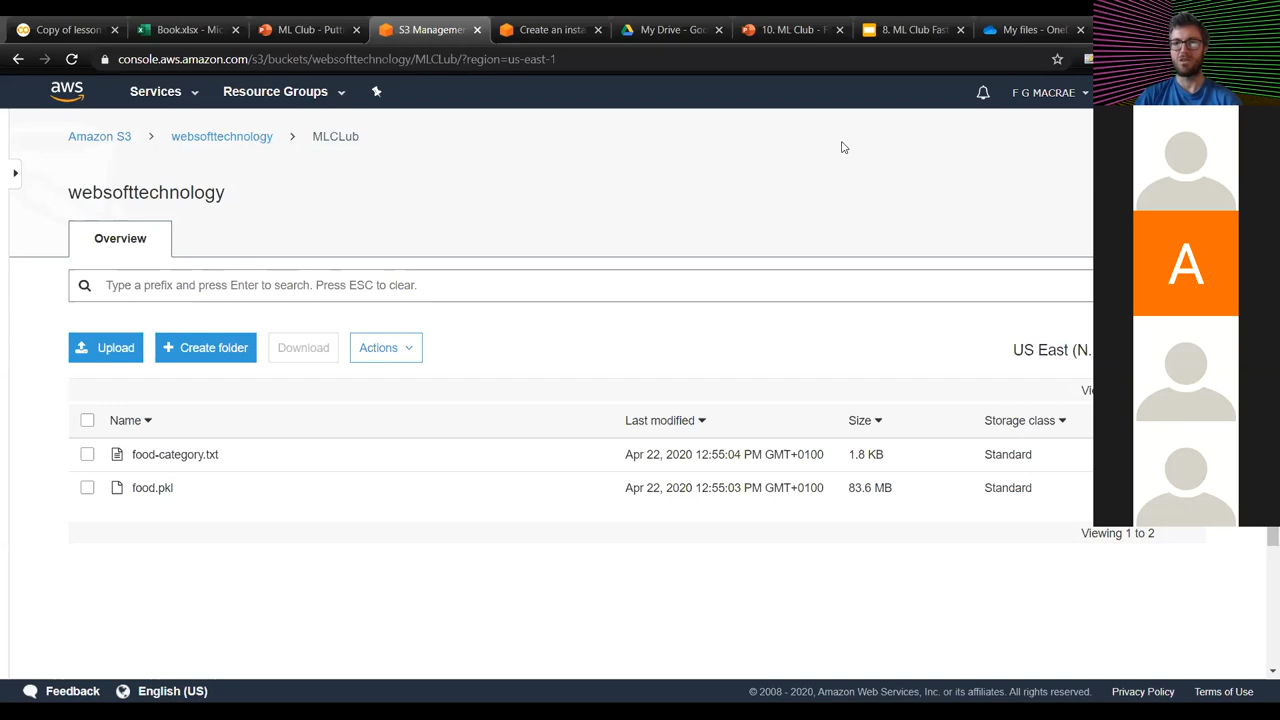 Copy of lesson
Book.xlsx - Mic
ML Club - Putti
S3 Managemen
Create an insta
My Drive - Goo
10. ML Club - F
8. ML Club Fast
My files - OneD
console.aws.amazon.com/s3/buckets/websofttechnology/MLCLub/?region=us-east-1
aws
Services
Resource Groups
F G MACRAE
Amazon S3
websofttechnology
MLCLub
websofttechnology
Overview
Type a prefix and press Enter to search. Press ESC to clear.
Upload
Create folder
Download
Actions
US East (N.
Name
Last modified
Size
Storage class
food-category.txt
Apr 22, 2020 12:55:04 PM GMT+0100
1.8 KB
Standard
food.pkl
Apr 22, 2020 12:55:03 PM GMT+0100
83.6 MB
Standard
Viewing 1 to 2
A
Feedback
English (US)
© 2008 - 2020, Amazon Web Services, Inc. or its affiliates. All rights reserved.
Privacy Policy
Terms of Use